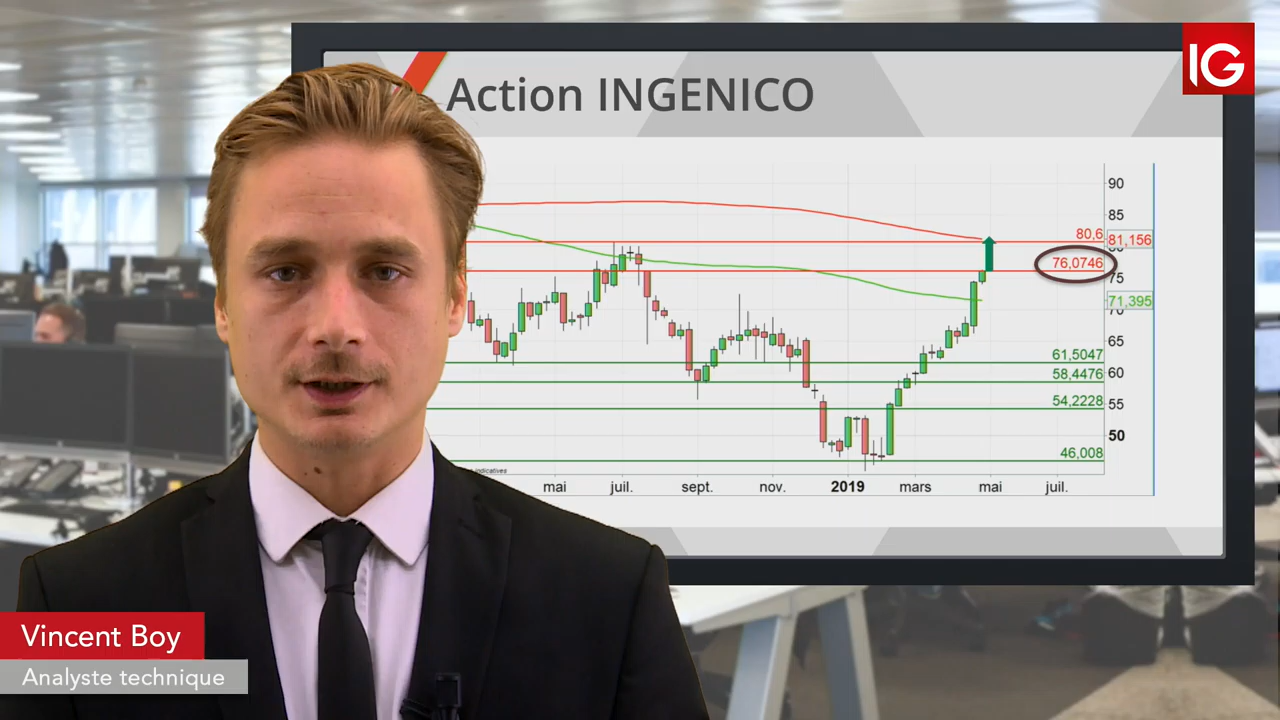 IG
Action INGENICO
90
85
80,6
81,156
76,0746
75
71,395
70
65
61,5047
60
58,4476
55
54,2228
50
46,008
indicatives
mai
juil.
sept.
nov.
2019
mars
mai
juil.
Vincent Boy
Analyste technique